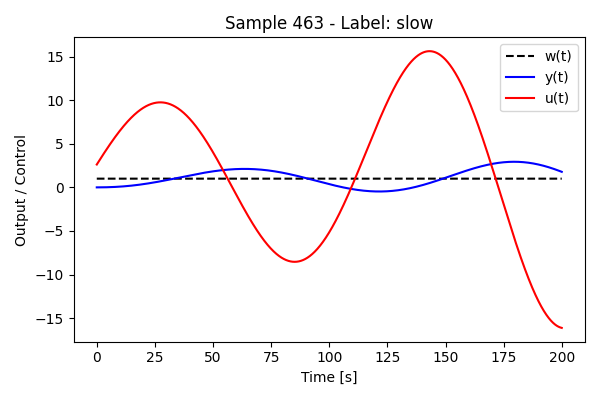 Sample 463 - Label: slow
w(t)
y(t)
u(t)
Output / Control
15
10
5
0
−5
−10
−15
0 25 50 75 100 125 150 175 200
Time [s]